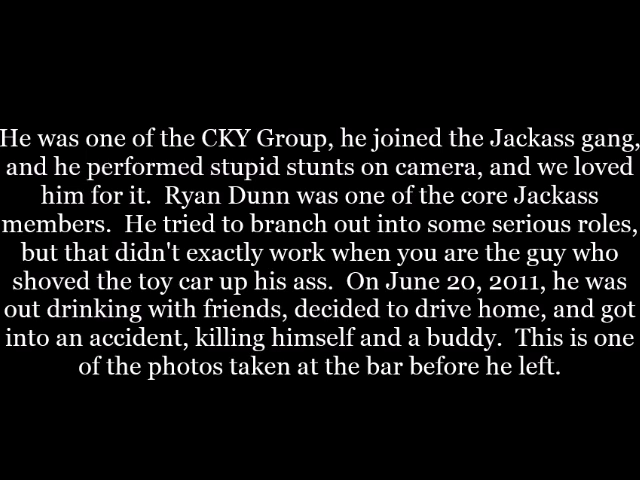 He was one of the CKY Group, he joined the Jackass gang,
and he performed stupid stunts on camera, and we loved
him for it.  Ryan Dunn was one of the core Jackass
members.  He tried to branch out into some serious roles,
but that didn't exactly work when you are the guy who
shoved the toy car up his ass.  On June 20, 2011, he was
out drinking with friends, decided to drive home, and got
into an accident, killing himself and a buddy.  This is one
of the photos taken at the bar before he left.